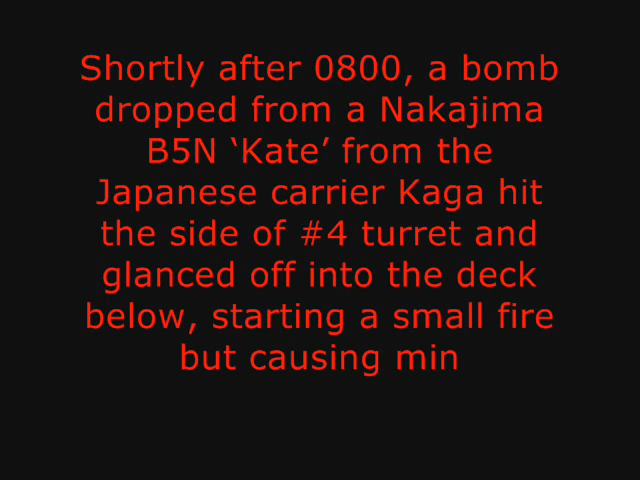 Shortly after 0800, a bomb
dropped from a Nakajima
B5N ‘Kate’ from the
Japanese carrier Kaga hit
the side of #4 turret and
glanced off into the deck
below, starting a small fire
but causing min